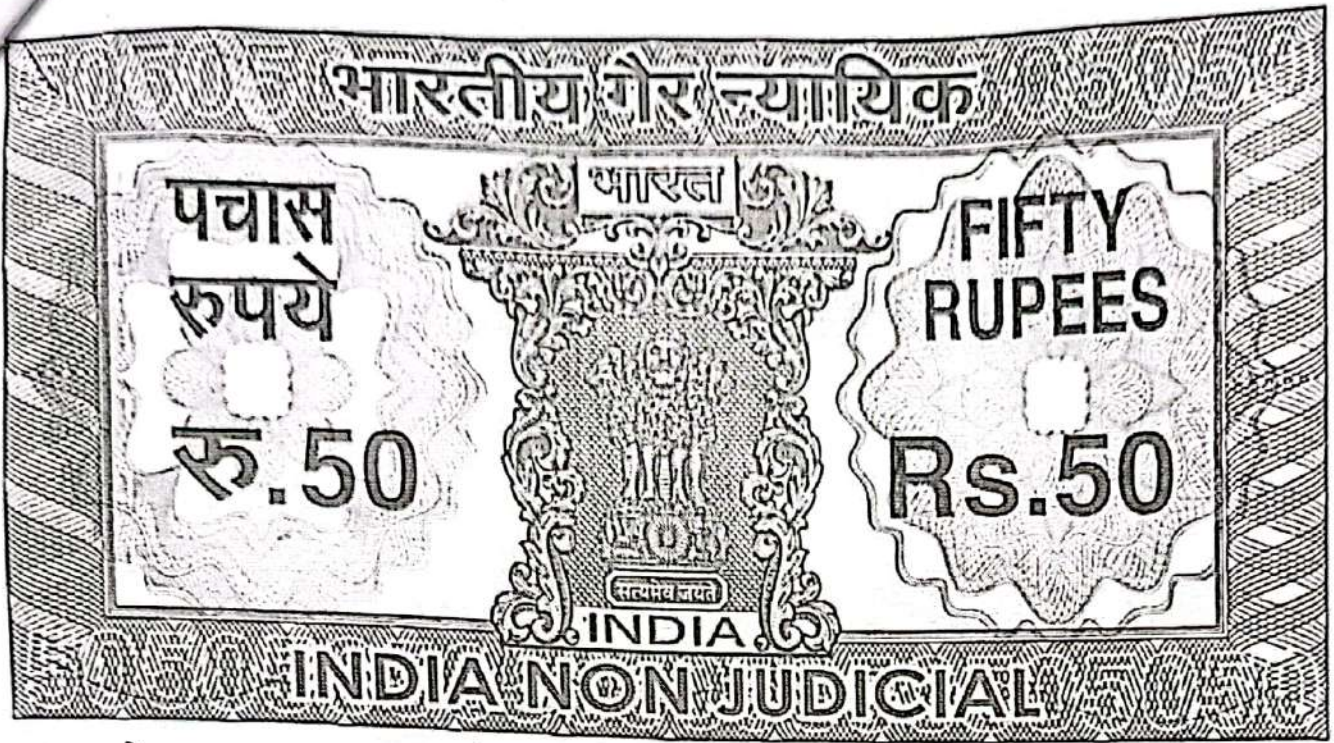 भारतीय गैर न्यायिक
पचास
रुपये
रु.50
भारत
सत्यमेव जयते
INDIA
FIFTY
RUPEES
Rs.50
INDIA NON JUDICIAL